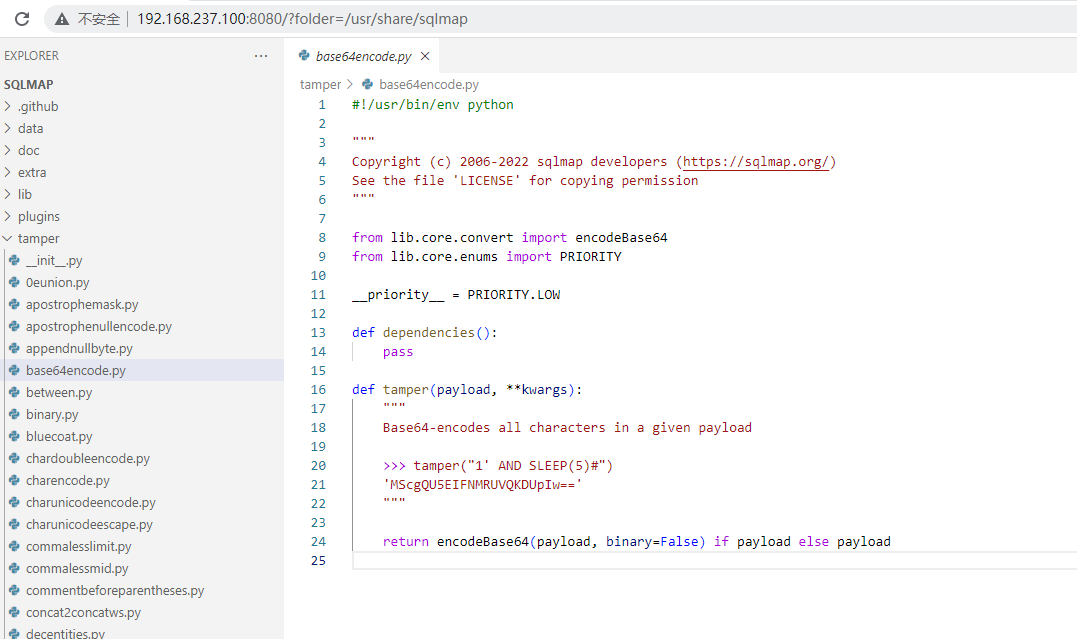 不安全 192.168.237.100:8080/?folder=/usr/share/sqlmap
EXPLORER ···
SQLMAP
.github
data
doc
extra
lib
plugins
tamper
__init__.py
0eunion.py
apostrophemask.py
apostrophenullencode.py
appendnullbyte.py
base64encode.py
between.py
binary.py
bluecoat.py
chardoubleencode.py
charencode.py
charunicodeencode.py
charunicodeescape.py
commalesslimit.py
commalessmid.py
commentbeforeparentheses.py
concat2concatws.py
decentities.py
base64encode.py
tamper > base64encode.py
1 #!/usr/bin/env python
2
3 """
4 Copyright (c) 2006-2022 sqlmap developers (https://sqlmap.org/)
5 See the file 'LICENSE' for copying permission
6 """
7
8 from lib.core.convert import encodeBase64
9 from lib.core.enums import PRIORITY
10
11 __priority__ = PRIORITY.LOW
12
13 def dependencies():
14     pass
15
16 def tamper(payload, **kwargs):
17     """
18     Base64-encodes all characters in a given payload
19
20     >>> tamper("1' AND SLEEP(5)#")
21     'MScgQU5EIFNMRUVQKDUpIw=='
22     """
23
24     return encodeBase64(payload, binary=False) if payload else payload
25